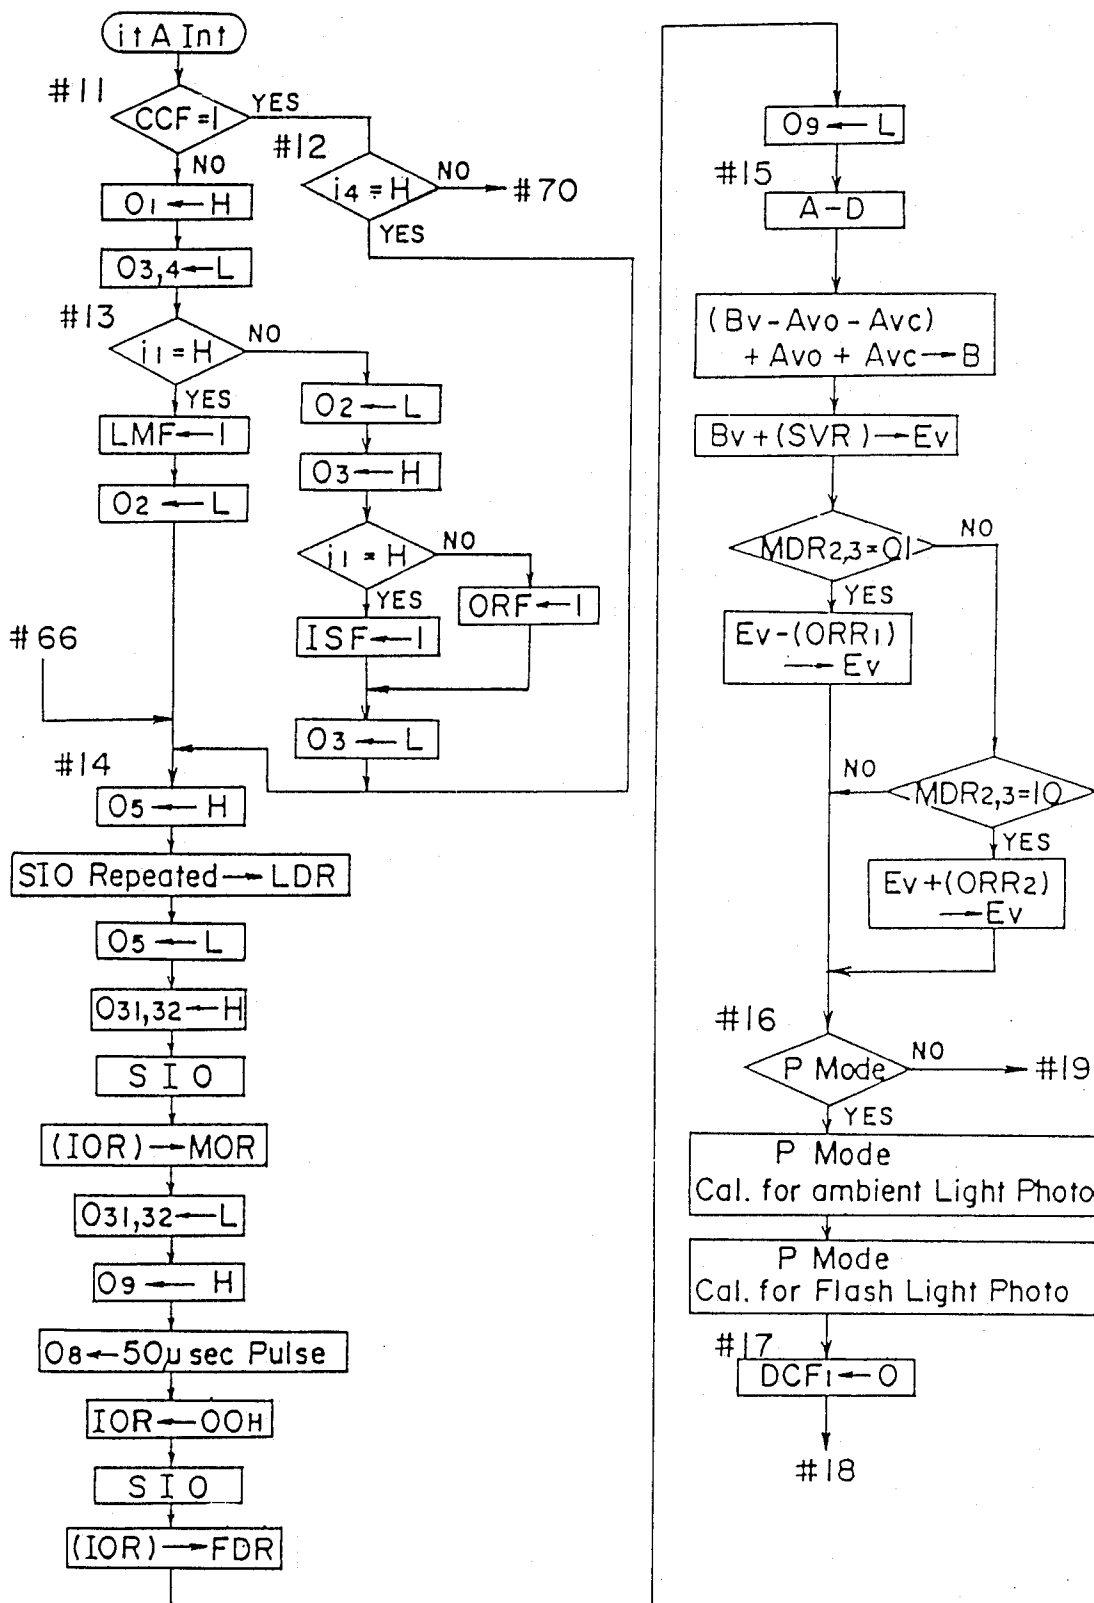 itA Int
#11
CCF=1
YES
NO
#12
i4=H
NO
#70
YES
O1←H
O3,4←L
#13
i1=H
NO
YES
LMF←1
O2←L
O2←L
O3←H
i1=H
NO
YES
ORF←1
ISF←1
O3←L
#66
#14
O5←H
SIO Repeated→LDR
O5←L
O31,32←H
SIO
(IOR)→MOR
O31,32←L
O9←H
O8←50μsec Pulse
IOR←OOH
SIO
(IOR)→FDR
O9←L
#15
A-D
(Bv-Avo-Avc)
+Avo+Avc→B
Bv+(SVR)→Ev
MDR2,3=01
NO
YES
Ev-(ORR1)
→Ev
NO
MDR2,3=10
YES
Ev+(ORR2)
→Ev
#16
P Mode
NO
#19
YES
P Mode
Cal. for ambient Light Photo
P Mode
Cal. for Flash Light Photo
#17
DCF1←O
#18